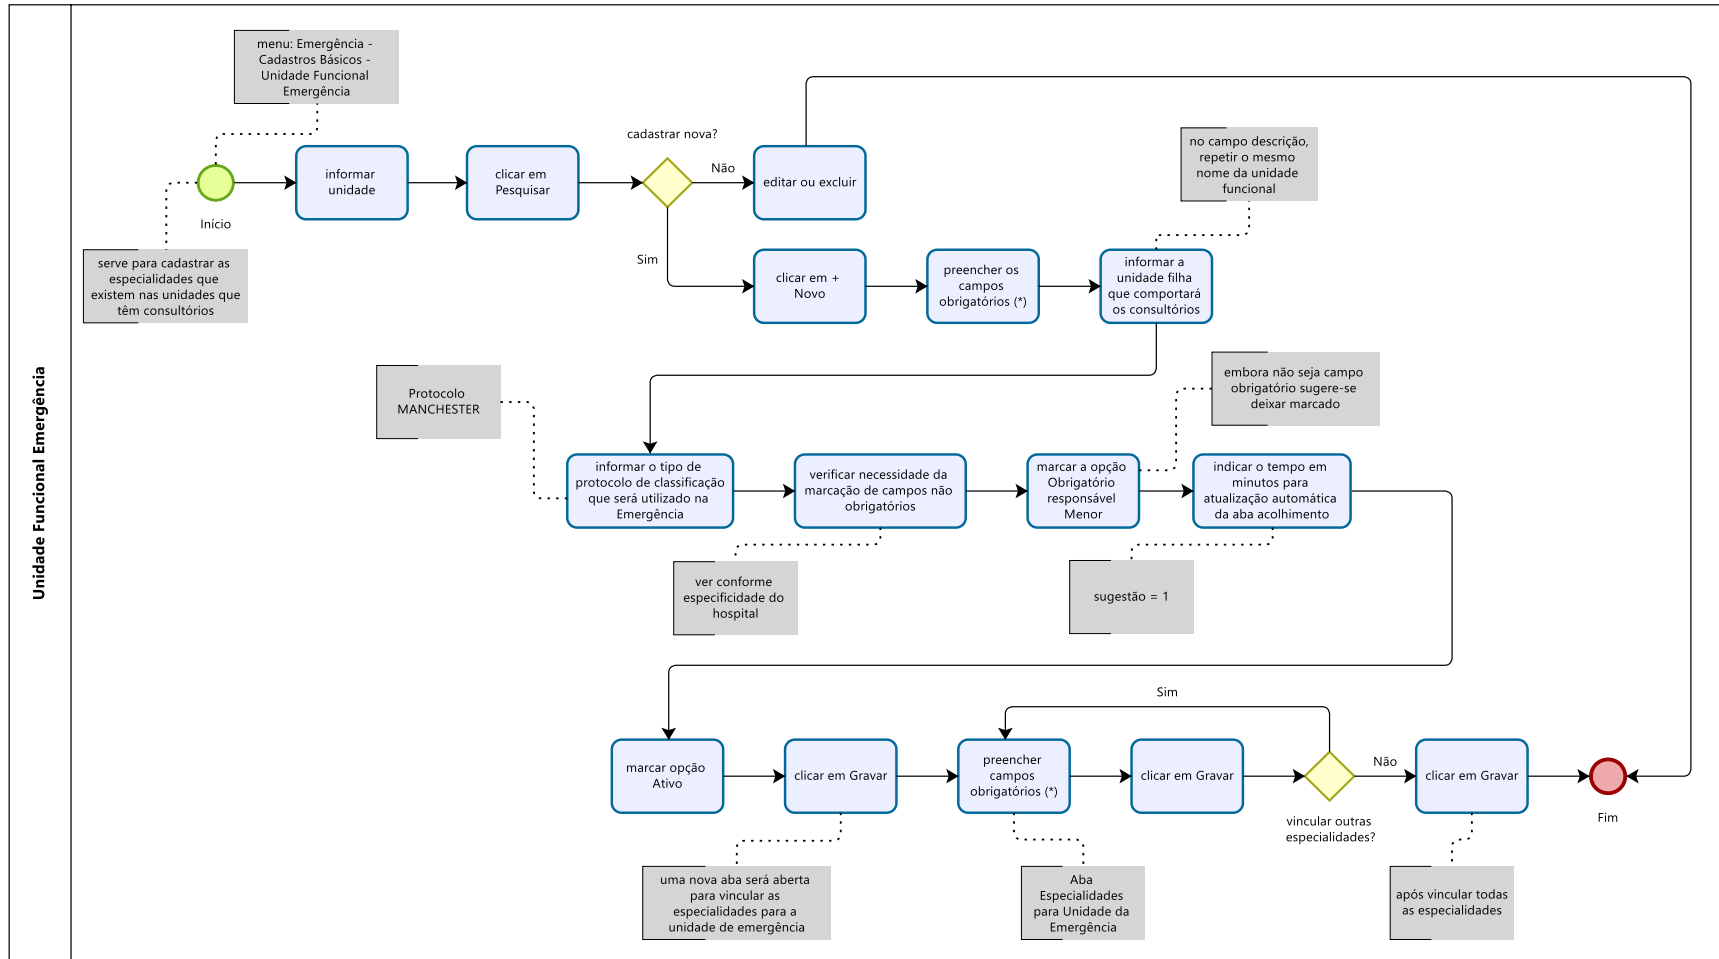 Unidade Funcional Emergência
menu: Emergência -
Cadastros Básicos -
Unidade Funcional
Emergência
Início
serve para cadastrar as
especialidades que
existem nas unidades que
têm consultórios
informar
unidade
clicar em
Pesquisar
cadastrar nova?
Não
editar ou excluir
Sim
clicar em +
Novo
preencher os
campos
obrigatórios (*)
informar a
unidade filha
que comportará
os consultórios
no campo descrição,
repetir o mesmo
nome da unidade
funcional
Protocolo
MANCHESTER
informar o tipo de
protocolo de classificação
que será utilizado na
Emergência
verificar necessidade da
marcação de campos não
obrigatórios
ver conforme
especificidade do
hospital
marcar a opção
Obrigatório
responsável
Menor
embora não seja campo
obrigatório sugere-se
deixar marcado
indicar o tempo em
minutos para
atualização automática
da aba acolhimento
sugestão = 1
marcar opção
Ativo
clicar em Gravar
uma nova aba será aberta
para vincular as
especialidades para a
unidade de emergência
preencher
campos
obrigatórios (*)
Aba
Especialidades
para Unidade da
Emergência
clicar em Gravar
Sim
vincular outras
especialidades?
Não
clicar em Gravar
após vincular todas
as especialidades
Fim